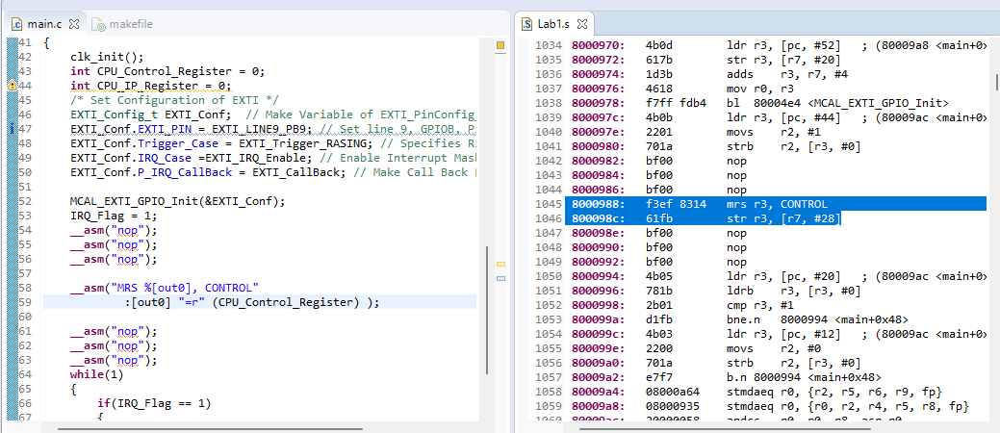 main.c
makefile
41 {
42 clk_init();
43 int CPU_Control_Register = 0;
44 int CPU_IP_Register = 0;
45 /* Set Configuration of EXTI */
46 EXTI_Config_t EXTI_Conf; // Make Variable of EXTI_PinConfig_
47 EXTI_Conf.EXTI_PIN = EXTI_LINE9_PB9; // Set line 9, GPIOB, P
48 EXTI_Conf.Trigger_Case = EXTI_Trigger_RASING; // Specifies R
49 EXTI_Conf.IRQ_Case =EXTI_IRQ_Enable; // Enable Interrupt Mas
50 EXTI_Conf.P_IRQ_CallBack = EXTI_CallBack; // Make Call Back
51
52 MCAL_EXTI_GPIO_Init(&EXTI_Conf);
53 IRQ_Flag = 1;
54 __asm("nop");
55 __asm("nop");
56 __asm("nop");
57
58 __asm("MRS %[out0], CONTROL"
59 :[out0] "=r" (CPU_Control_Register) );
60
61 __asm("nop");
62 __asm("nop");
63 __asm("nop");
64 while(1)
65 {
66 if(IRQ_Flag == 1)
67 {
Lab1.s
1034 8000970: 4b0d ldr r3, [pc, #52] ; (80009a8 <main+0x
1035 8000972: 617b str r3, [r7, #20]
1036 8000974: 1d3b adds r3, r7, #4
1037 8000976: 4618 mov r0, r3
1038 8000978: f7ff fdb4 bl 80004e4 <MCAL_EXTI_GPIO_Init>
1039 800097c: 4b0b ldr r3, [pc, #44] ; (80009ac <main+0x
1040 800097e: 2201 movs r2, #1
1041 8000980: 701a strb r2, [r3, #0]
1042 8000982: bf00 nop
1043 8000984: bf00 nop
1044 8000986: bf00 nop
1045 8000988: f3ef 8314 mrs r3, CONTROL
1046 800098c: 61fb str r3, [r7, #28]
1047 800098e: bf00 nop
1048 8000990: bf00 nop
1049 8000992: bf00 nop
1050 8000994: 4b05 ldr r3, [pc, #20] ; (80009ac <main+0x
1051 8000996: 781b ldrb r3, [r3, #0]
1052 8000998: 2b01 cmp r3, #1
1053 800099a: d1fb bne.n 8000994 <main+0x48>
1054 800099c: 4b03 ldr r3, [pc, #12] ; (80009ac <main+0x
1055 800099e: 2200 movs r2, #0
1056 80009a0: 701a strb r2, [r3, #0]
1057 80009a2: e7f7 b.n 8000994 <main+0x48>
1058 80009a4: 08000a64 stmdaeq r0, {r2, r5, r6, r9, fp}
1059 80009a8: 08000935 stmdaeq r0, {r0, r2, r4, r5, r8, fp}
1060 80009ac: 20000058 andcs r0, r0, r8, asr r0